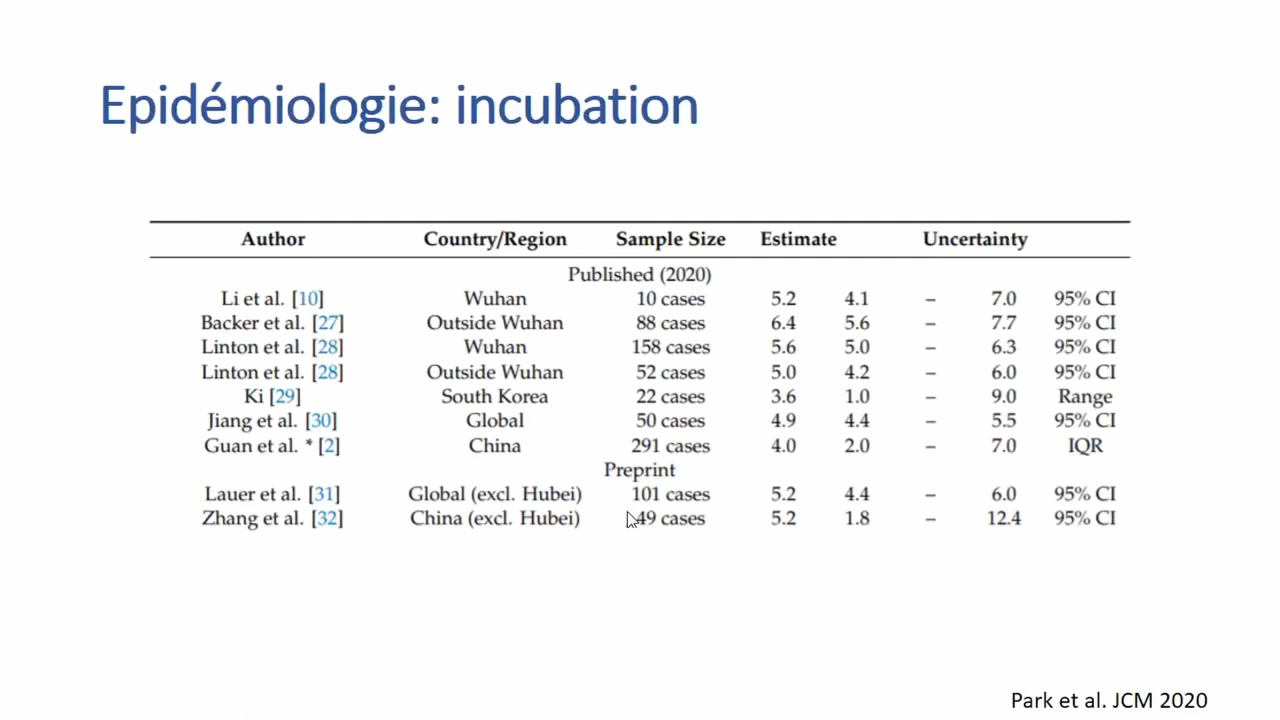 Epidémiologie: incubation
Author Country/Region Sample Size Estimate Uncertainty
Published (2020)
Li et al. [10] Wuhan 10 cases 5.2 4.1 – 7.0 95% CI
Backer et al. [27] Outside Wuhan 88 cases 6.4 5.6 – 7.7 95% CI
Linton et al. [28] Wuhan 158 cases 5.6 5.0 – 6.3 95% CI
Linton et al. [28] Outside Wuhan 52 cases 5.0 4.2 – 6.0 95% CI
Ki [29] South Korea 22 cases 3.6 1.0 – 9.0 Range
Jiang et al. [30] Global 50 cases 4.9 4.4 – 5.5 95% CI
Guan et al. * [2] China 291 cases 4.0 2.0 – 7.0 IQR
Preprint
Lauer et al. [31] Global (excl. Hubei) 101 cases 5.2 4.4 – 6.0 95% CI
Zhang et al. [32] China (excl. Hubei) 49 cases 5.2 1.8 – 12.4 95% CI
Park et al. JCM 2020